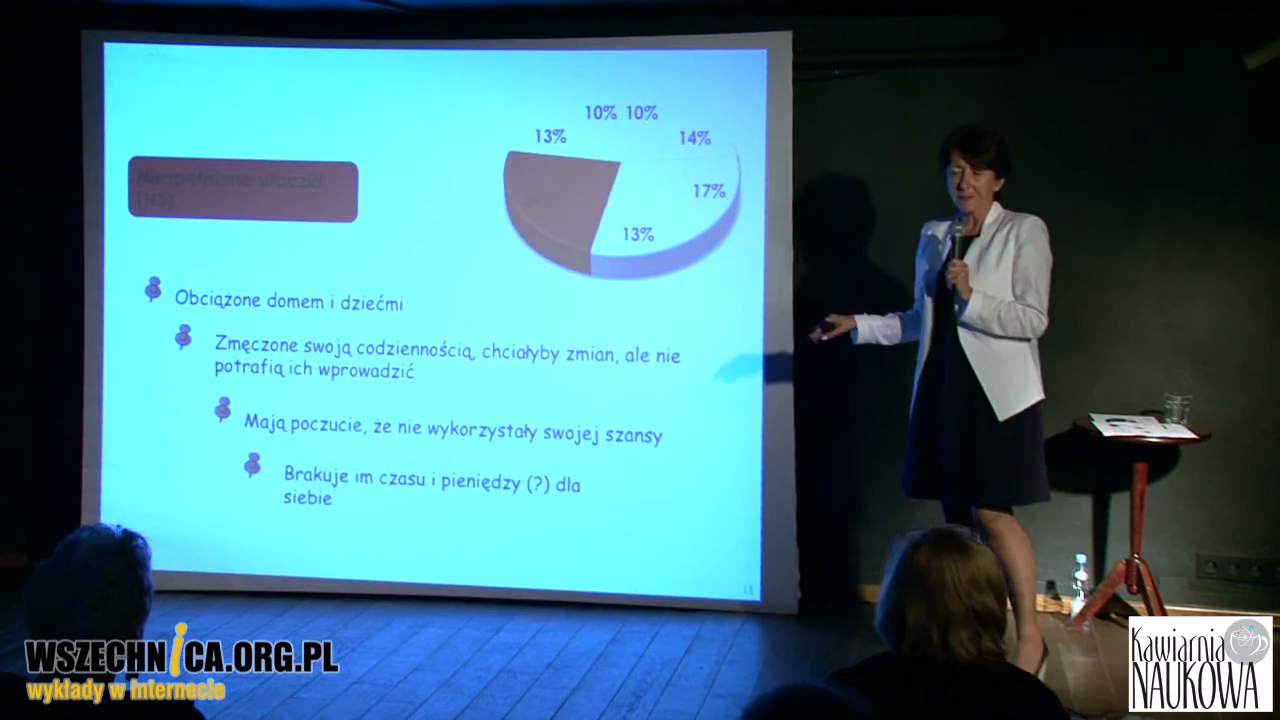 10% 10%
13%
14%
17%
13%
(NS)
Obciążone domem i dziećmi
Zmęczone swoją codziennością, chciałyby zmian, ale nie
potrafią ich wprowadzić
Mają poczucie, że nie wykorzystały swojej szansy
Brakuje im czasu i pieniędzy (?) dla
siebie
11
WSZECHNiCA.ORG.PL
wykłady w internecie
Kawiarnia
NAUKOWA